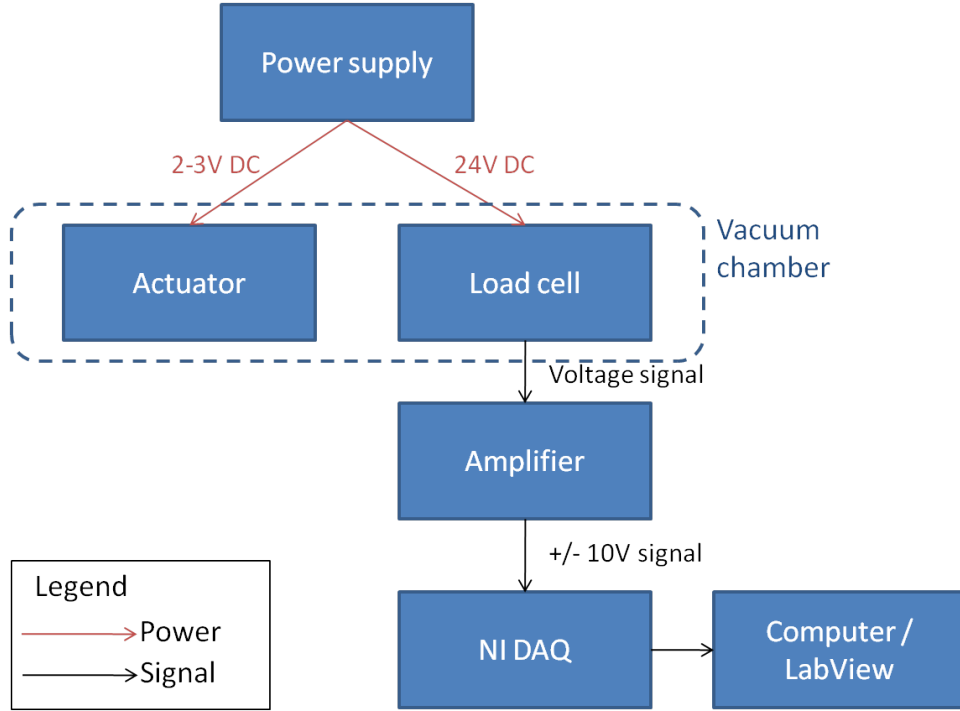 Power supply
2-3V DC
24V DC
Vacuum
chamber
Actuator
Load cell
Voltage signal
Amplifier
+/- 10V signal
Legend
Power
Signal
NI DAQ
Computer /
LabView